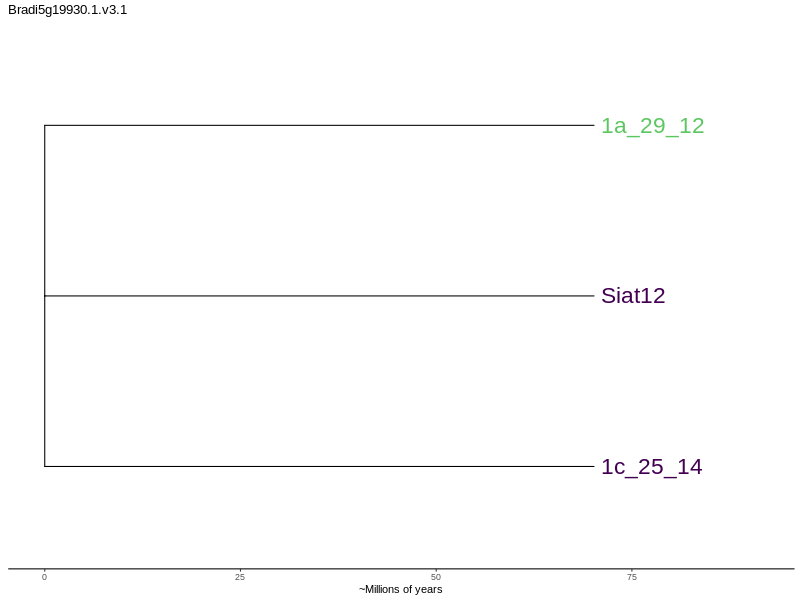 Bradi5g19930.1.v3.1
1a_29_12
Siat12
1c_25_14
0 25 50 75
~Millions of years